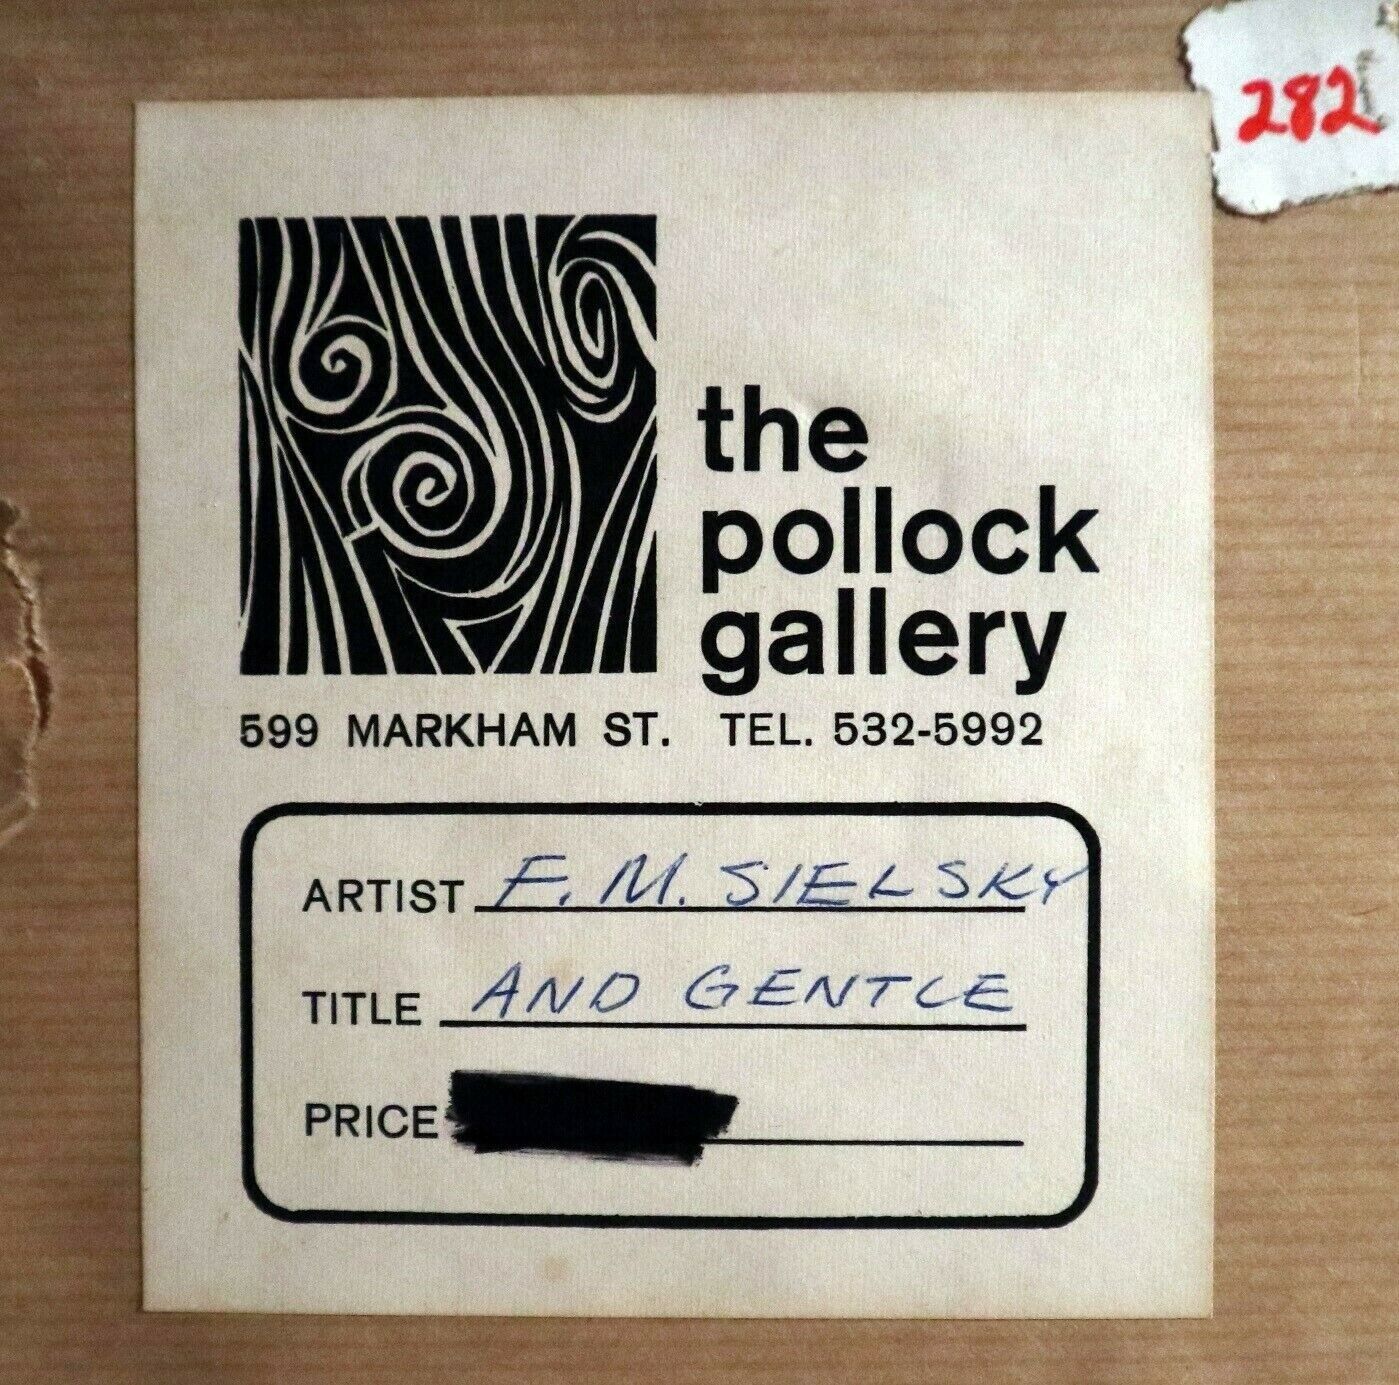 282
the
pollock
gallery
599 MARKHAM ST. TEL. 532-5992
ARTIST F. M. SIELSKY
TITLE AND GENTLE
PRICE